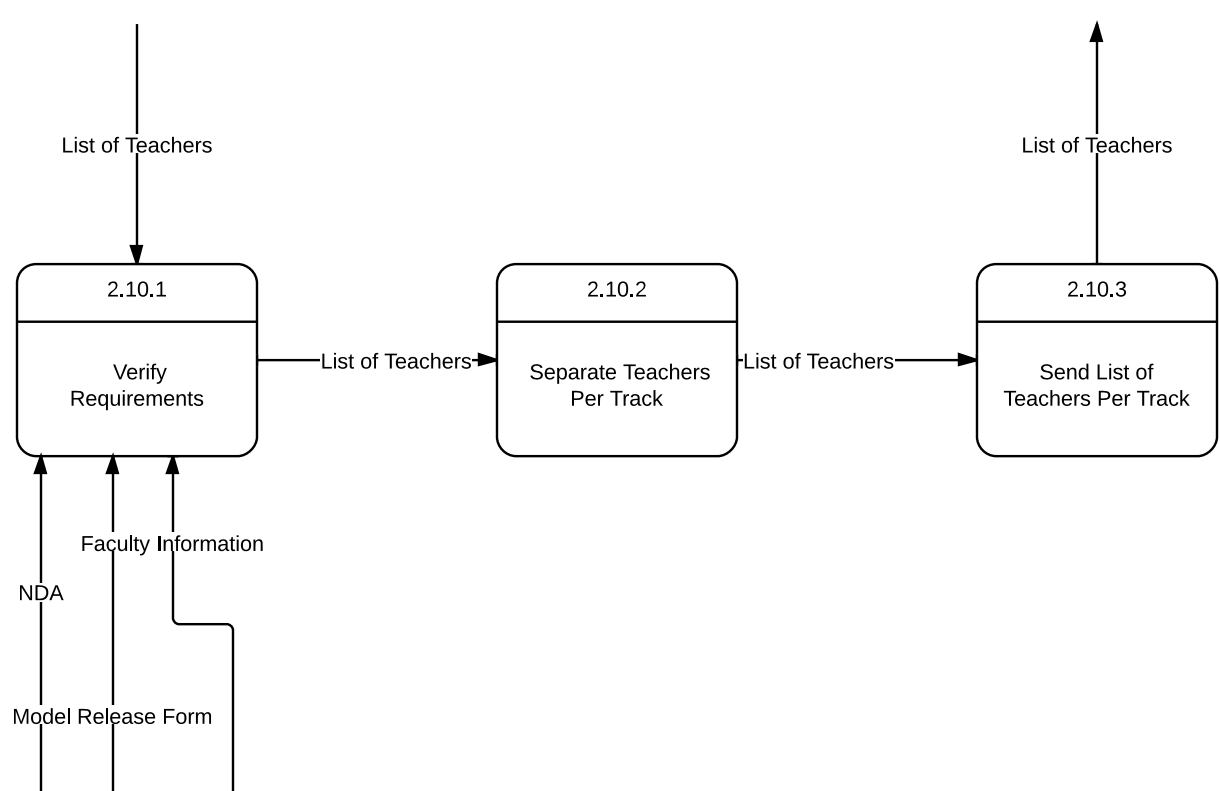 List of Teachers
List of Teachers
2.10.1
2.10.2
2.10.3
List of Teachers
List of Teachers
Verify
Requirements
Separate Teachers
Per Track
Send List of
Teachers Per Track
Faculty Information
NDA
Model Release Form